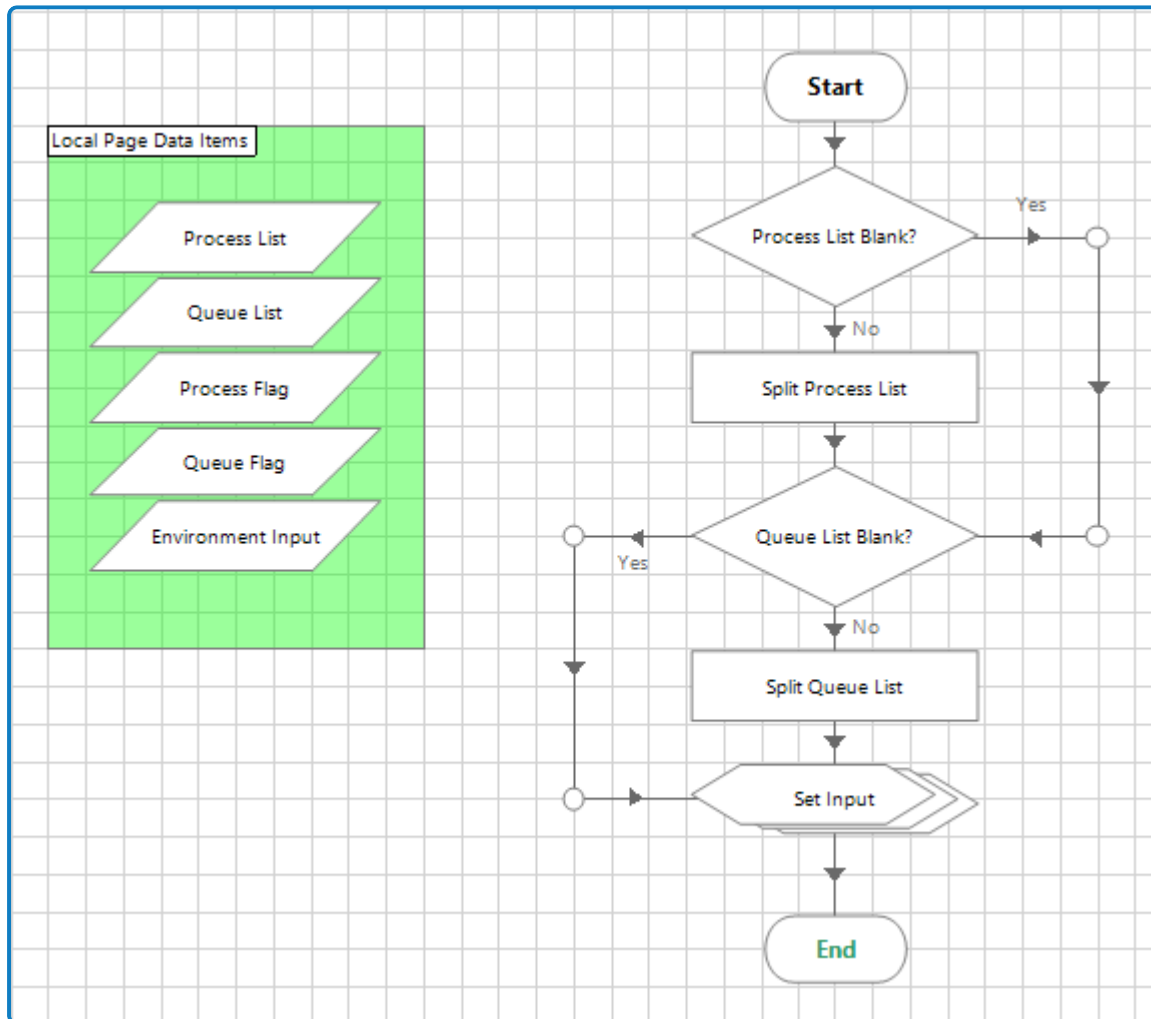 Local Page Data Items
Process List
Queue List
Process Flag
Queue Flag
Environment Input
Start
Process List Blank?
Yes
No
Split Process List
Queue List Blank?
Yes
No
Split Queue List
Set Input
End